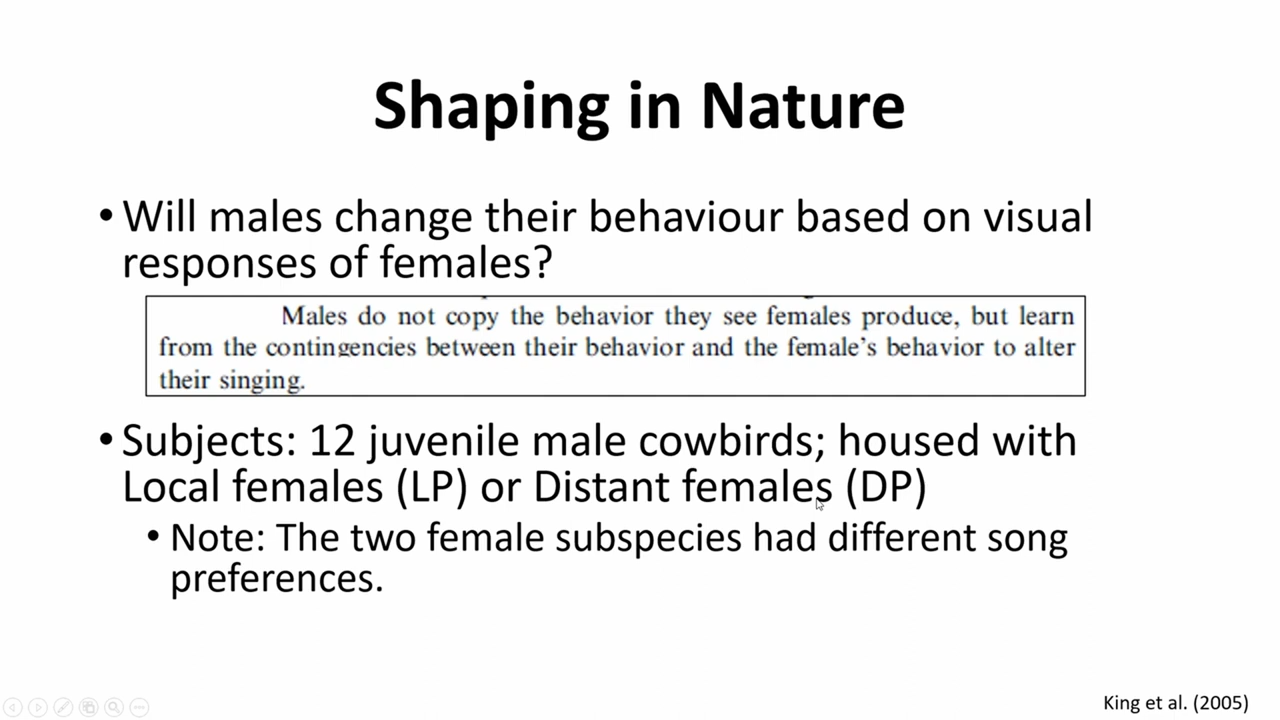 Shaping in Nature
• Will males change their behaviour based on visual
responses of females?
Males do not copy the behavior they see females produce, but learn
from the contingencies between their behavior and the female's behavior to alter
their singing.
• Subjects: 12 juvenile male cowbirds; housed with
Local females (LP) or Distant females (DP)
• Note: The two female subspecies had different song
preferences.
King et al. (2005)